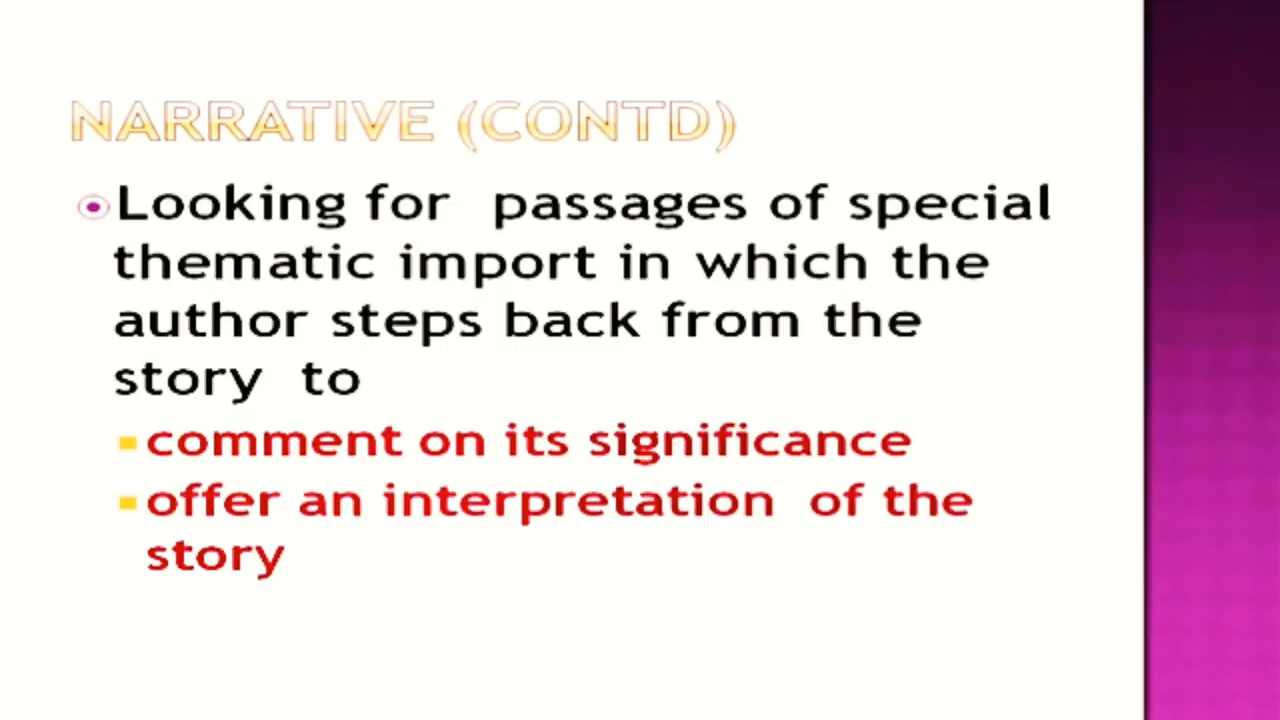 NARRATIVE (CONTD)
Looking for passages of special
thematic import in which the
author steps back from the
story to
comment on its significance
offer an interpretation of the
story